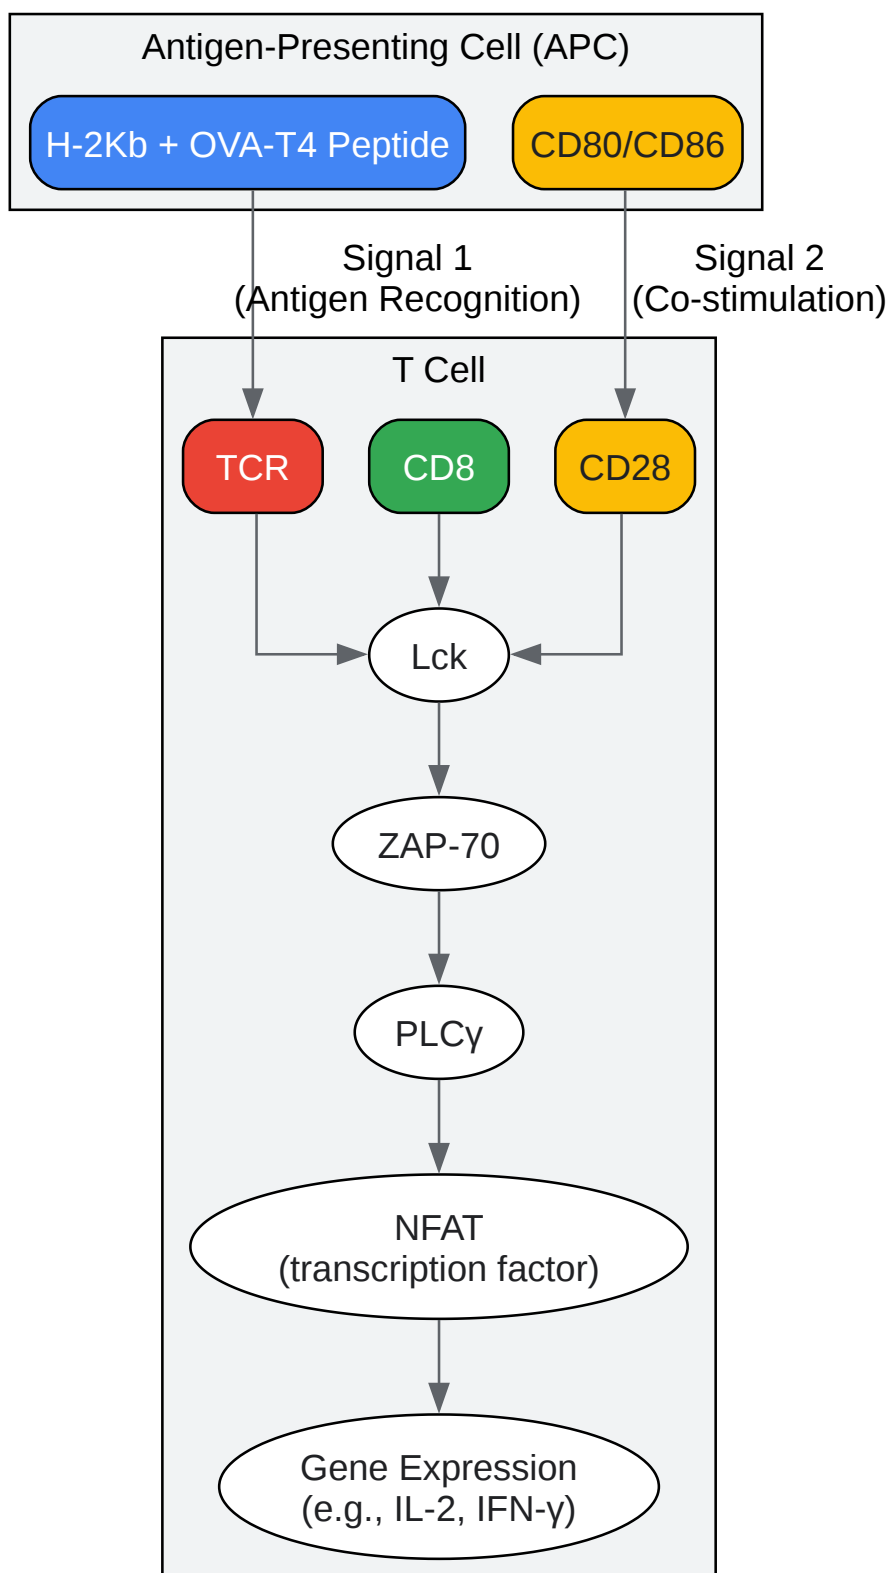 Antigen-Presenting Cell (APC)
H-2Kb + OVA-T4 Peptide
CD80/CD86
Signal 1
(Antigen Recognition)
Signal 2
(Co-stimulation)
T Cell
TCR
CD8
CD28
Lck
ZAP-70
PLCγ
NFAT
(transcription factor)
Gene Expression
(e.g., IL-2, IFN-γ)